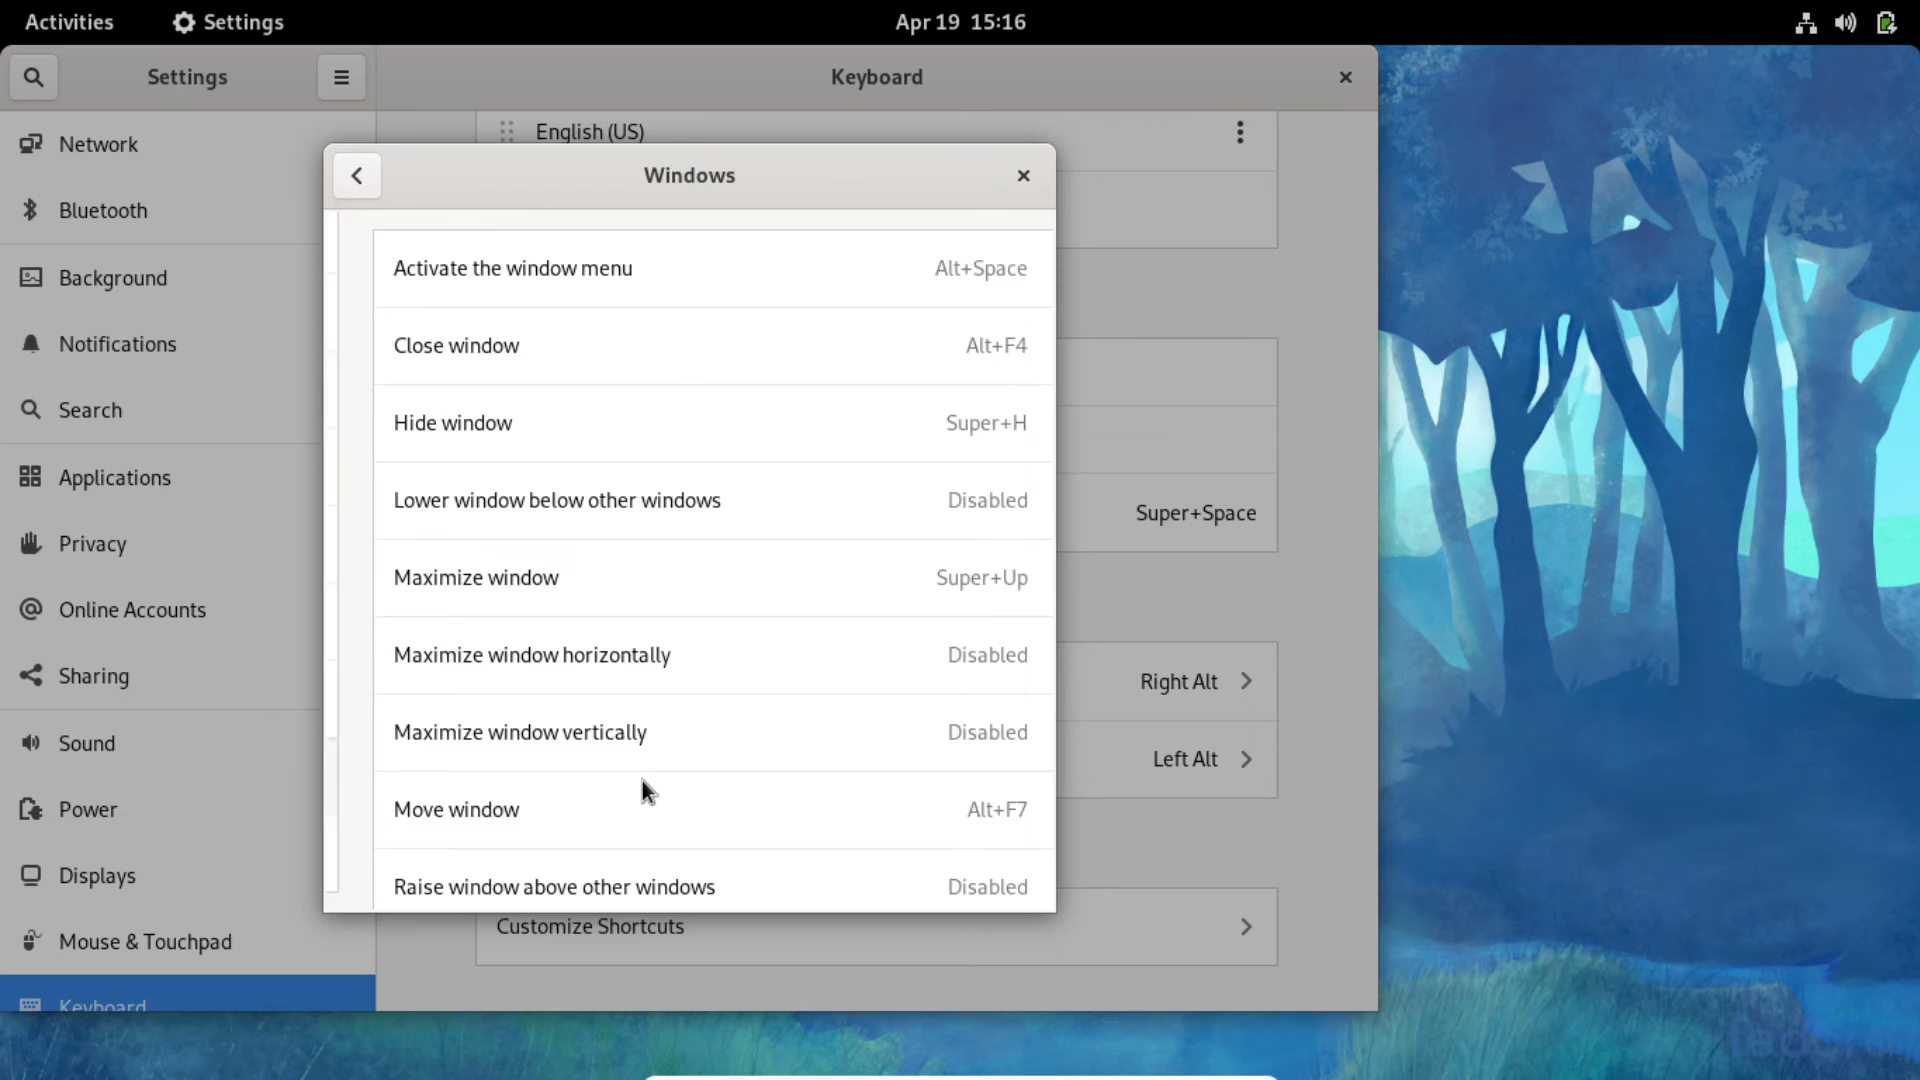 Activities
Settings
Apr 19 15:16
Settings
Keyboard
Network
Bluetooth
Background
Notifications
Search
Applications
Privacy
Online Accounts
Sharing
Sound
Power
Displays
Mouse & Touchpad
Keyboard
English (US)
Windows
Activate the window menu Alt+Space
Close window Alt+F4
Hide window Super+H
Lower window below other windows Disabled
Maximize window Super+Up
Maximize window horizontally Disabled
Maximize window vertically Disabled
Move window Alt+F7
Raise window above other windows Disabled
Super+Space
Right Alt
Left Alt
Customize Shortcuts